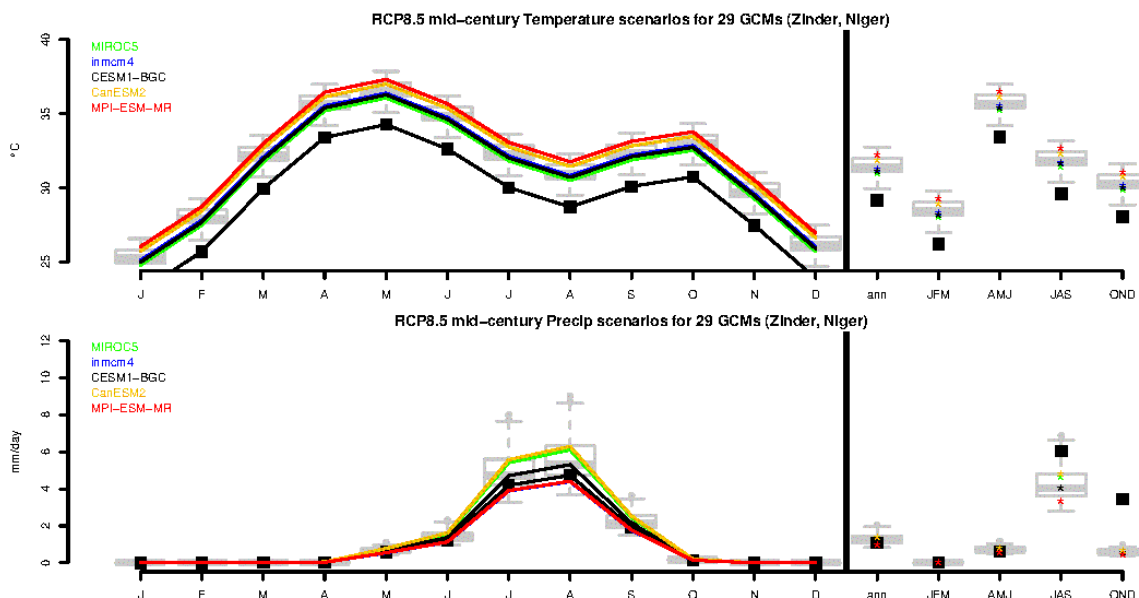 RCP8.5 mid-century Temperature scenarios for 29 GCMs (Zinder, Niger)
MIROC5
inmcm4
CESM1-BGC
CanESM2
MPI-ESM-MR
°C
40
35
30
25
J F M A M J J A S O N D ann JFM AMJ JAS OND
RCP8.5 mid-century Precip scenarios for 29 GCMs (Zinder, Niger)
MIROC5
inmcm4
CESM1-BGC
CanESM2
MPI-ESM-MR
mm/day
12
10
8
6
4
2
0
J F M A M J J A S O N D ann JFM AMJ JAS OND